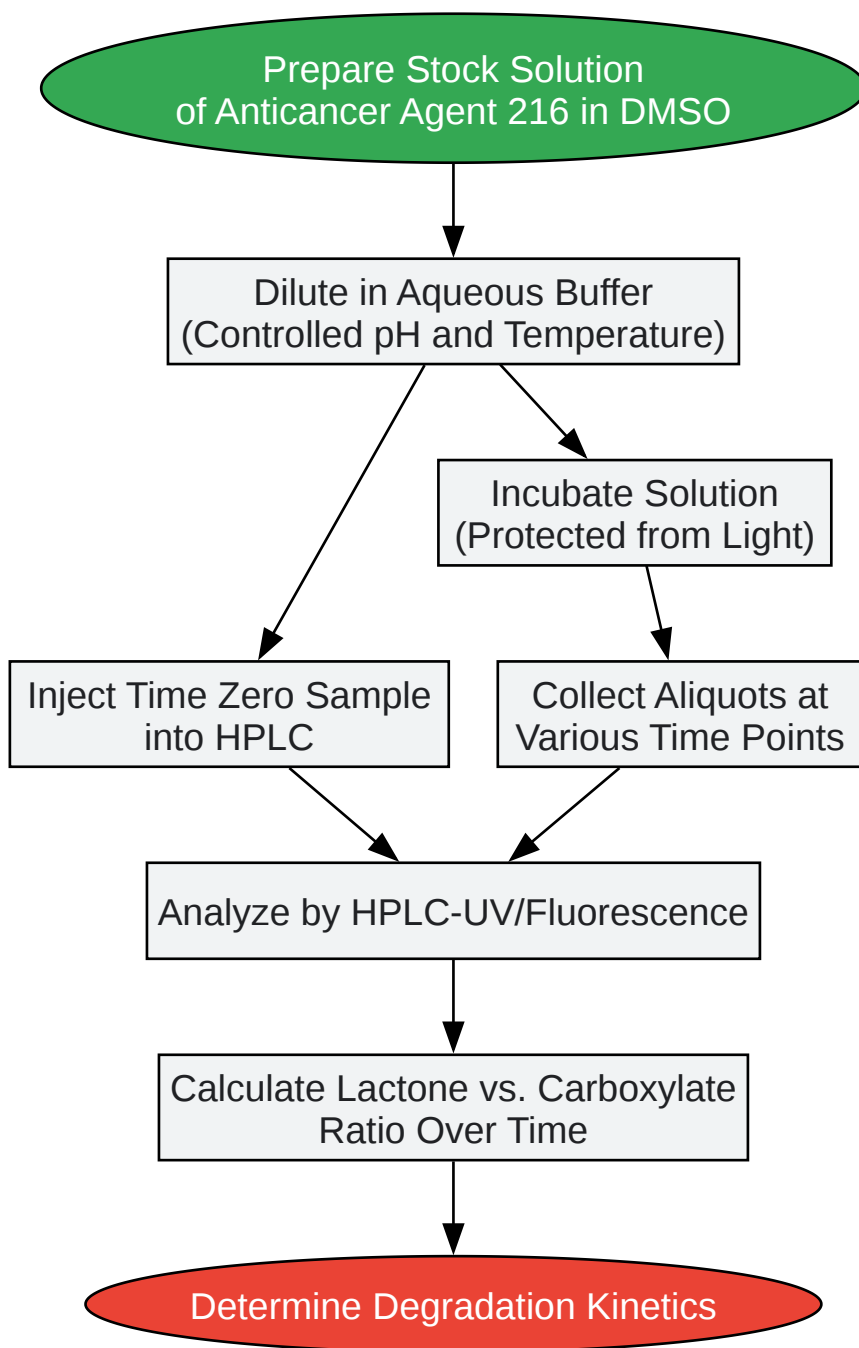 Prepare Stock Solution
of Anticancer Agent 216 in DMSO
Dilute in Aqueous Buffer
(Controlled pH and Temperature)
Incubate Solution
(Protected from Light)
Inject Time Zero Sample
into HPLC
Collect Aliquots at
Various Time Points
Analyze by HPLC-UV/Fluorescence
Calculate Lactone vs. Carboxylate
Ratio Over Time
Determine Degradation Kinetics